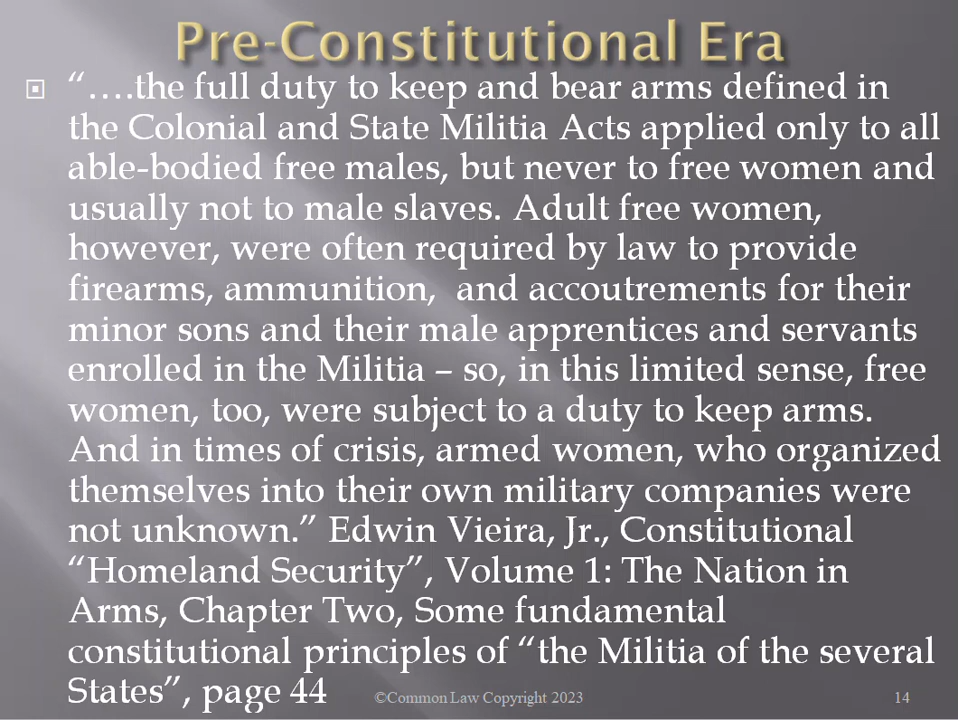 Pre-Constitutional Era
“….the full duty to keep and bear arms defined in
the Colonial and State Militia Acts applied only to all
able-bodied free males, but never to free women and
usually not to male slaves. Adult free women,
however, were often required by law to provide
firearms, ammunition,  and accoutrements for their
minor sons and their male apprentices and servants
enrolled in the Militia – so, in this limited sense, free
women, too, were subject to a duty to keep arms.
And in times of crisis, armed women, who organized
themselves into their own military companies were
not unknown.” Edwin Vieira, Jr., Constitutional
“Homeland Security”, Volume 1: The Nation in
Arms, Chapter Two, Some fundamental
constitutional principles of “the Militia of the several
States”, page 44
©Common Law Copyright 2023
14